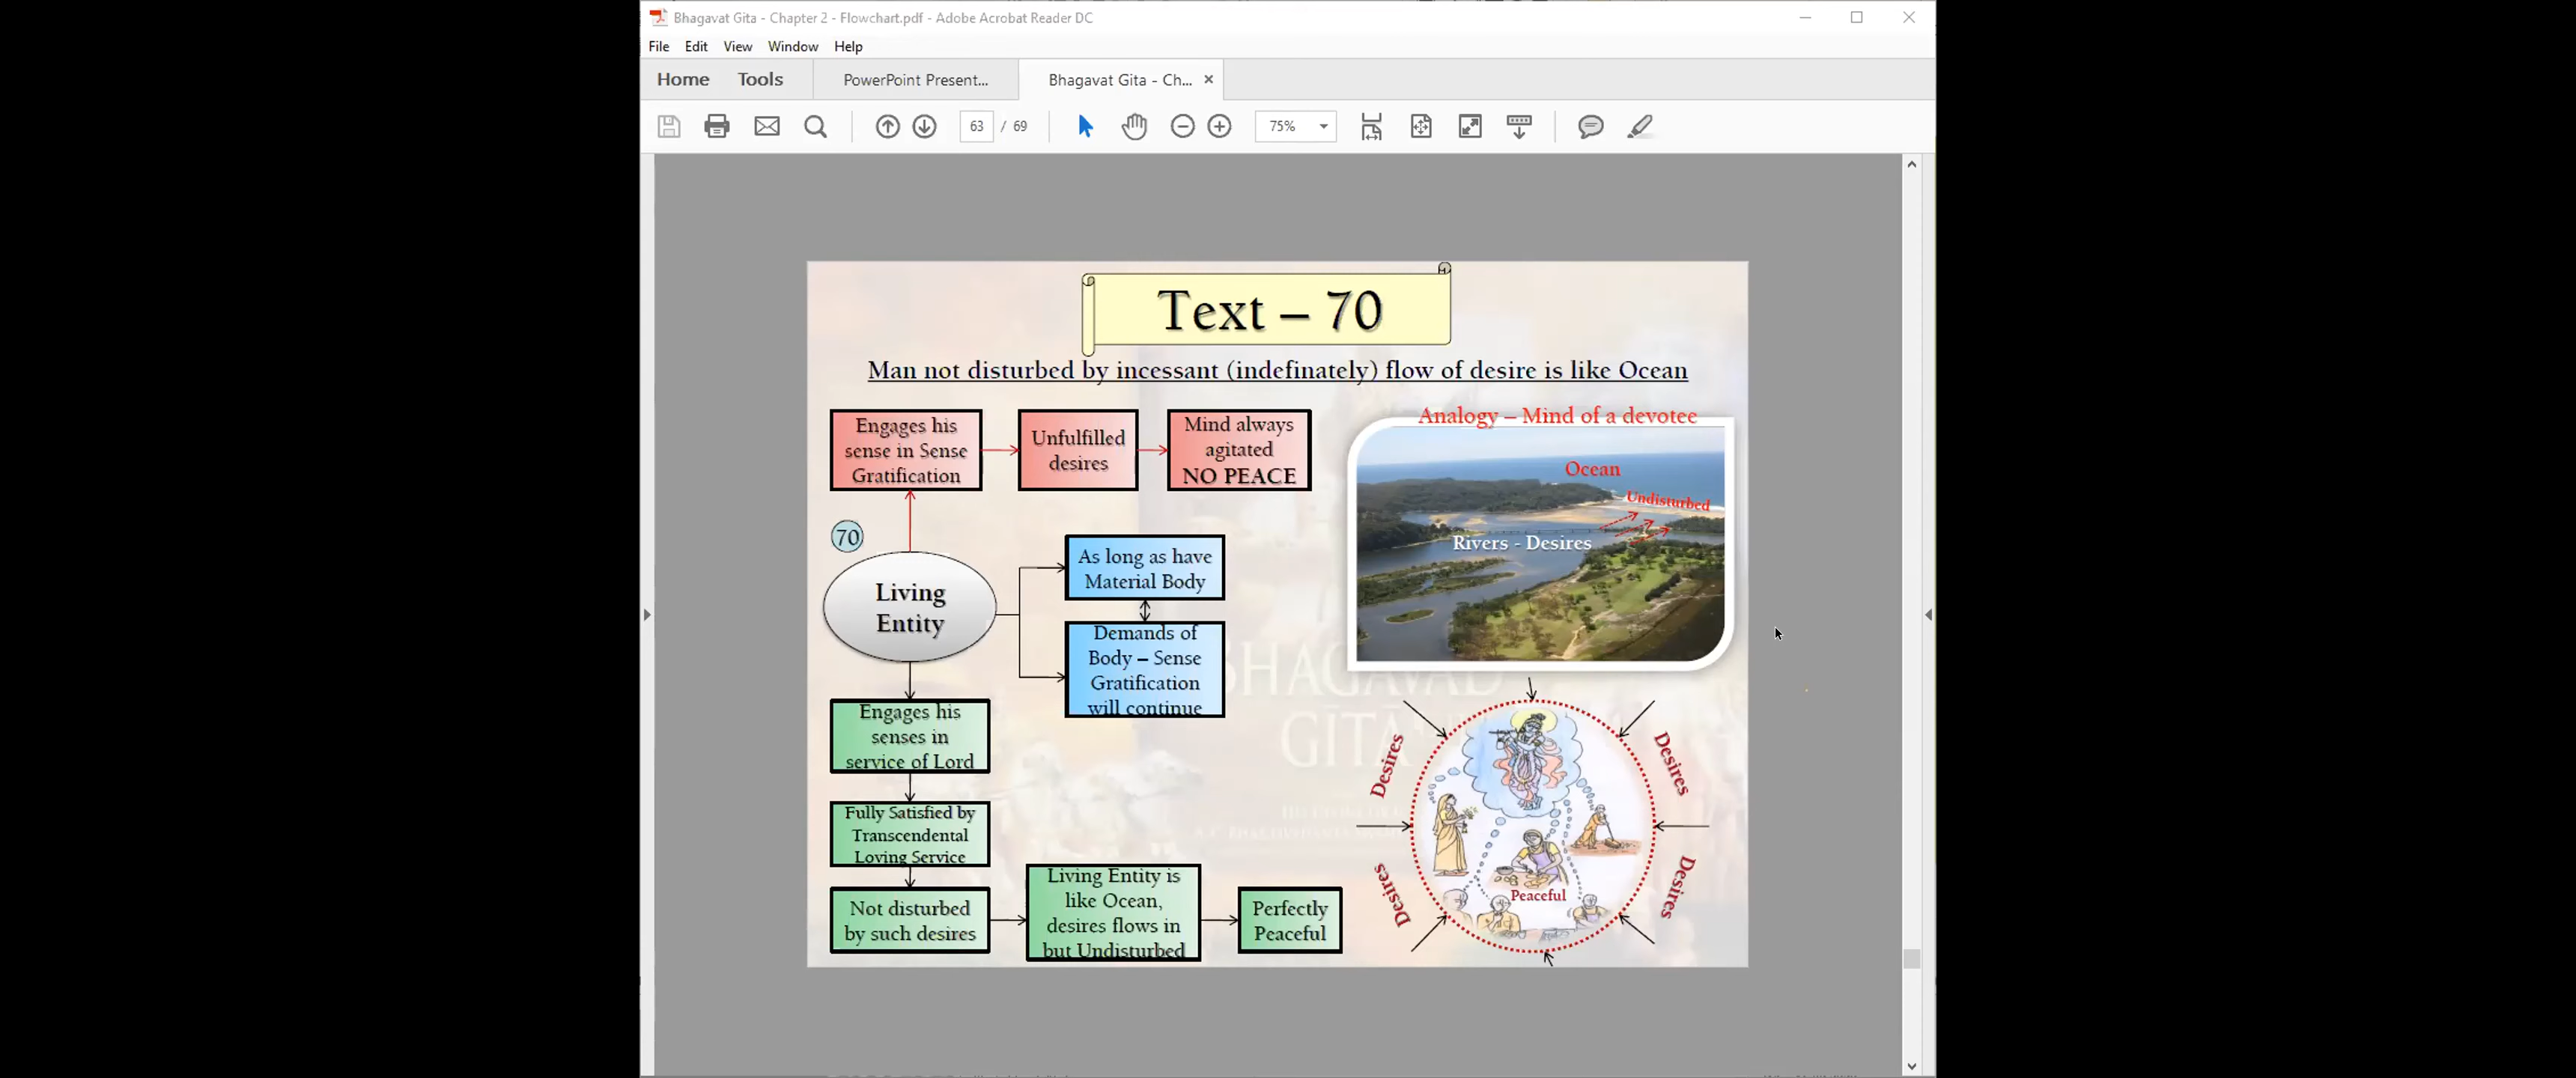 Bhagavat Gita - Chapter 2 - Flowchart.pdf - Adobe Acrobat Reader DC
File Edit View Window Help
Home Tools PowerPoint Present... Bhagavat Gita - Ch... ×
63 / 69 75%
Text – 70
Man not disturbed by incessant (indefinately) flow of desire is like Ocean
Engages his
sense in Sense
Gratification
Unfulfilled
desires
Mind always
agitated
NO PEACE
Analogy – Mind of a devotee
Ocean
Undisturbed
Rivers - Desires
70
Living
Entity
As long as have
Material Body
Demands of
Body – Sense
Gratification
will continue
Engages his
senses in
service of Lord
Fully Satisfied by
Transcendental
Loving Service
Not disturbed
by such desires
Living Entity is
like Ocean,
desires flows in
but Undisturbed
Perfectly
Peaceful
Desires
Desires
Desires
Desires
Peaceful
BHAGAVAD
GĪTĀ